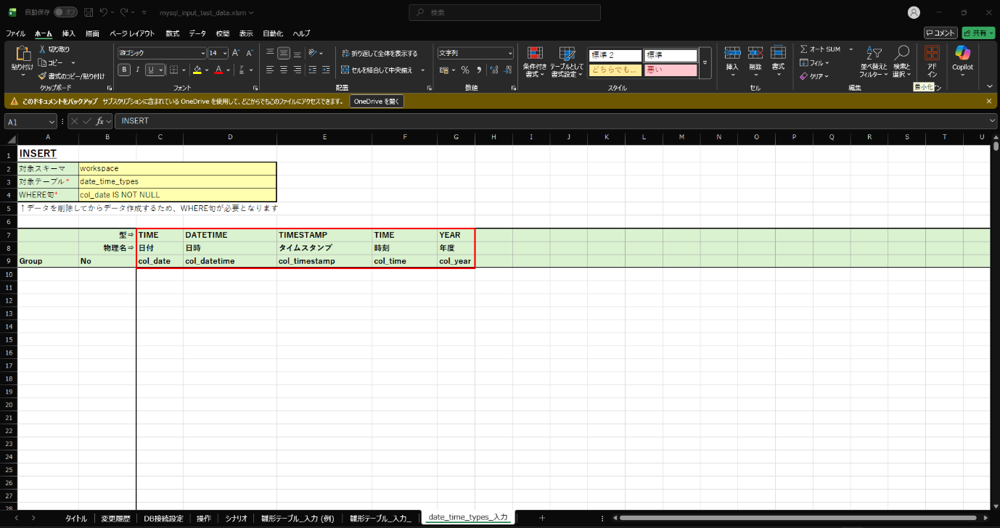 自動保存 オフ mysql_input_test_data.xlsm 検索
ファイル ホーム 挿入 描画 ページ レイアウト 数式 データ 校閲 表示 自動化 ヘルプ コメント 共有
貼り付け 切り取り コピー 書式のコピー/貼り付け クリップボード
游ゴシック 14 B I U フォント
折り返して全体を表示する セルを結合して中央揃え 配置
文字列 数値
条件付き書式 テーブルとして書式設定 標準 2 標準 どちらでも... 悪い スタイル
挿入 削除 書式 セル
オート SUM フィル クリア 並べ替えと フィルター 検索と 選択 編集
アド イン Copilot 最小化 ン
このドキュメントをバックアップ サブスクリプションに含まれている OneDrive を使用して、どこからでもこのファイルにアクセスできます。 OneDrive を開く
A1 fx INSERT
A B C D E F G H I J K L M N O P Q R S T U
1 INSERT
2 対象スキーマ workspace
3 対象テーブル* date_time_types
4 WHERE句* col_date IS NOT NULL
5 ↑データを削除してからデータ作成するため、WHERE句が必要となります
6
7 型⇒ TIME DATETIME TIMESTAMP TIME YEAR
8 物理名⇒ 日付 日時 タイムスタンプ 時刻 年度
9 Group No col_date col_datetime col_timestamp col_time col_year
10
11
12
13
14
15
16
17
18
19
20
21
22
23
24
25
26
27
28
タイトル 変更履歴 DB接続設定 操作 シナリオ 雛形テーブル_入力 (例) 雛形テーブル_入力_ date_time_types_入力